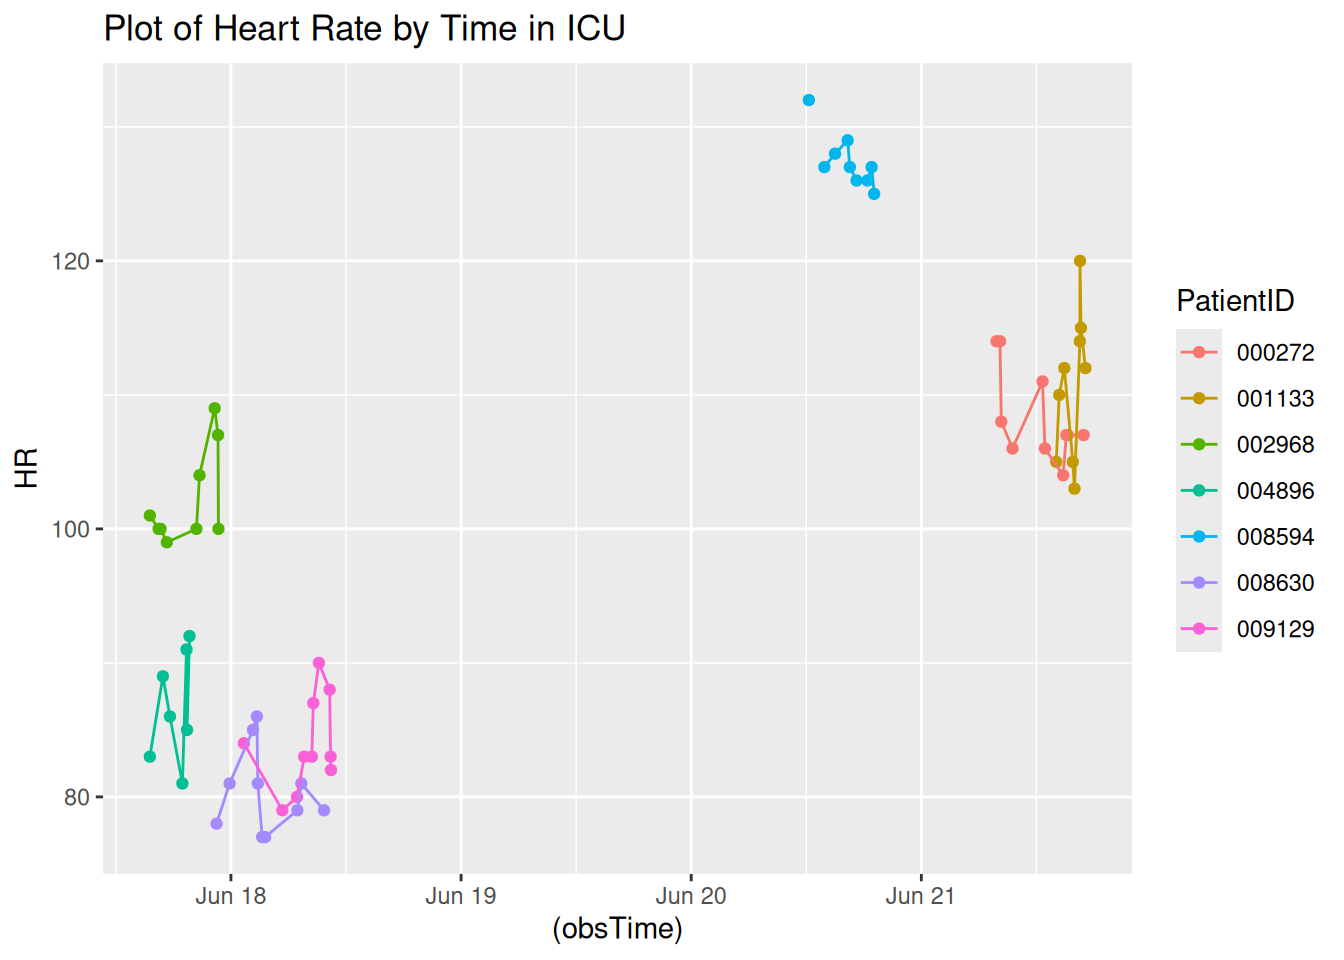 Plot of Heart Rate by Time in ICU
HR
120
100
80
Jun 18
Jun 19
Jun 20
Jun 21
(obsTime)
PatientID
000272
001133
002968
004896
008594
008630
009129